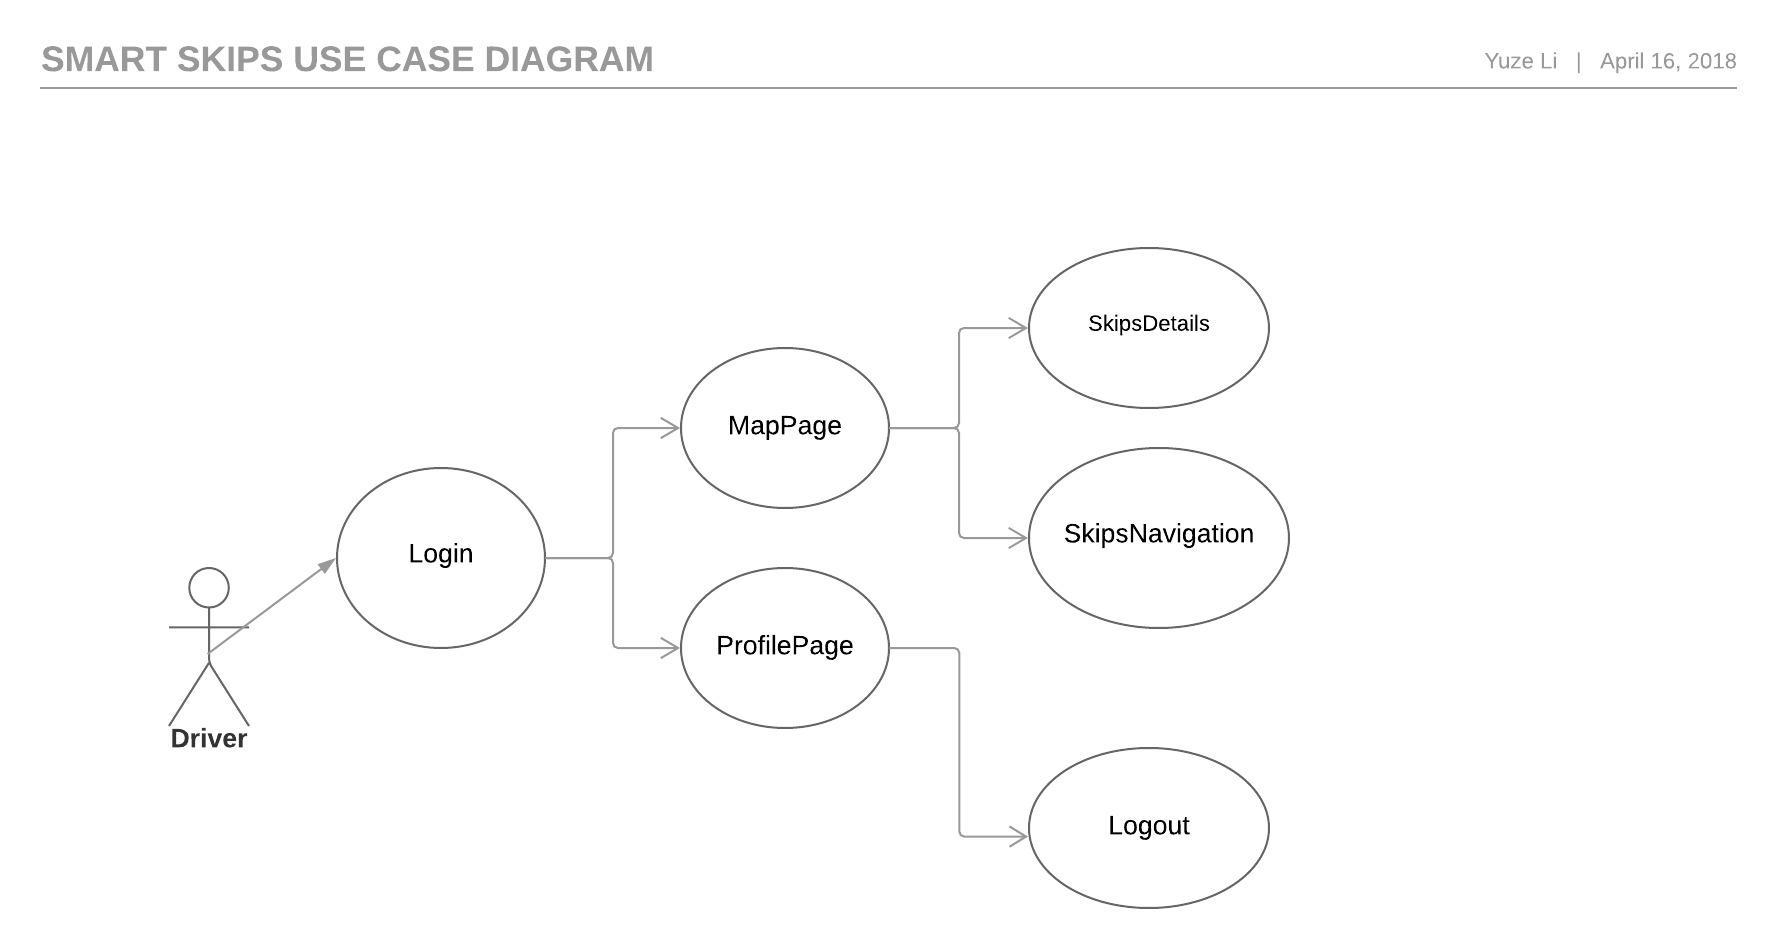 SMART SKIPS USE CASE DIAGRAM
Yuze Li | April 16, 2018
SkipsDetails
MapPage
SkipsNavigation
Login
ProfilePage
Driver
Logout